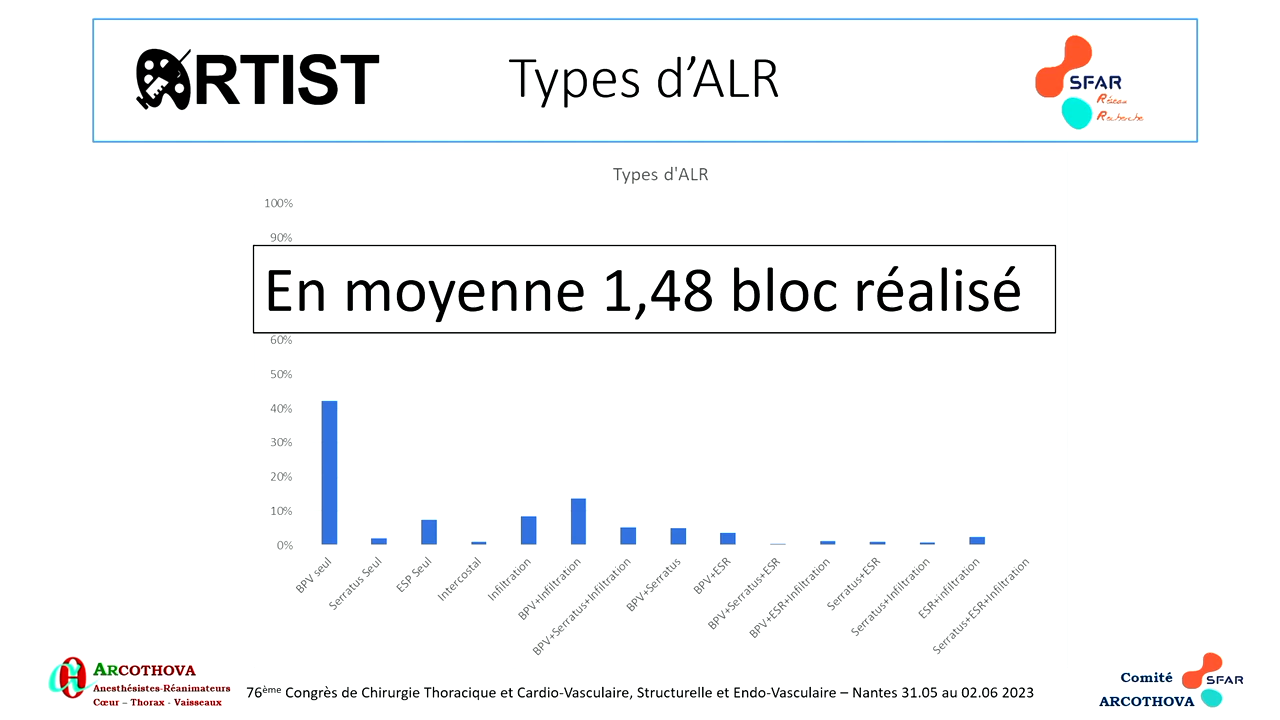 ARTIST
Types d’ALR
SFAR
Réseau
Recherche
Types d'ALR
100%
90%
En moyenne 1,48 bloc réalisé
60%
50%
40%
30%
20%
10%
0%
BPV seul
Serratus Seul
ESP Seul
Intercostal
Infiltration
BPV+Infiltration
BPV+Serratus+Infiltration
BPV+Serratus
BPV+ESR
BPV+Serratus+ESR
BPV+ESR+Infiltration
Serratus+ESR
Serratus+Infiltration
ESR+infiltration
Serratus+ESR+Infiltration
ARCOTHOVA
Anesthésistes-Réanimateurs
Cœur – Thorax - Vaisseaux
76ème Congrès de Chirurgie Thoracique et Cardio-Vasculaire, Structurelle et Endo-Vasculaire – Nantes 31.05 au 02.06 2023
Comité
ARCOTHOVA
SFAR